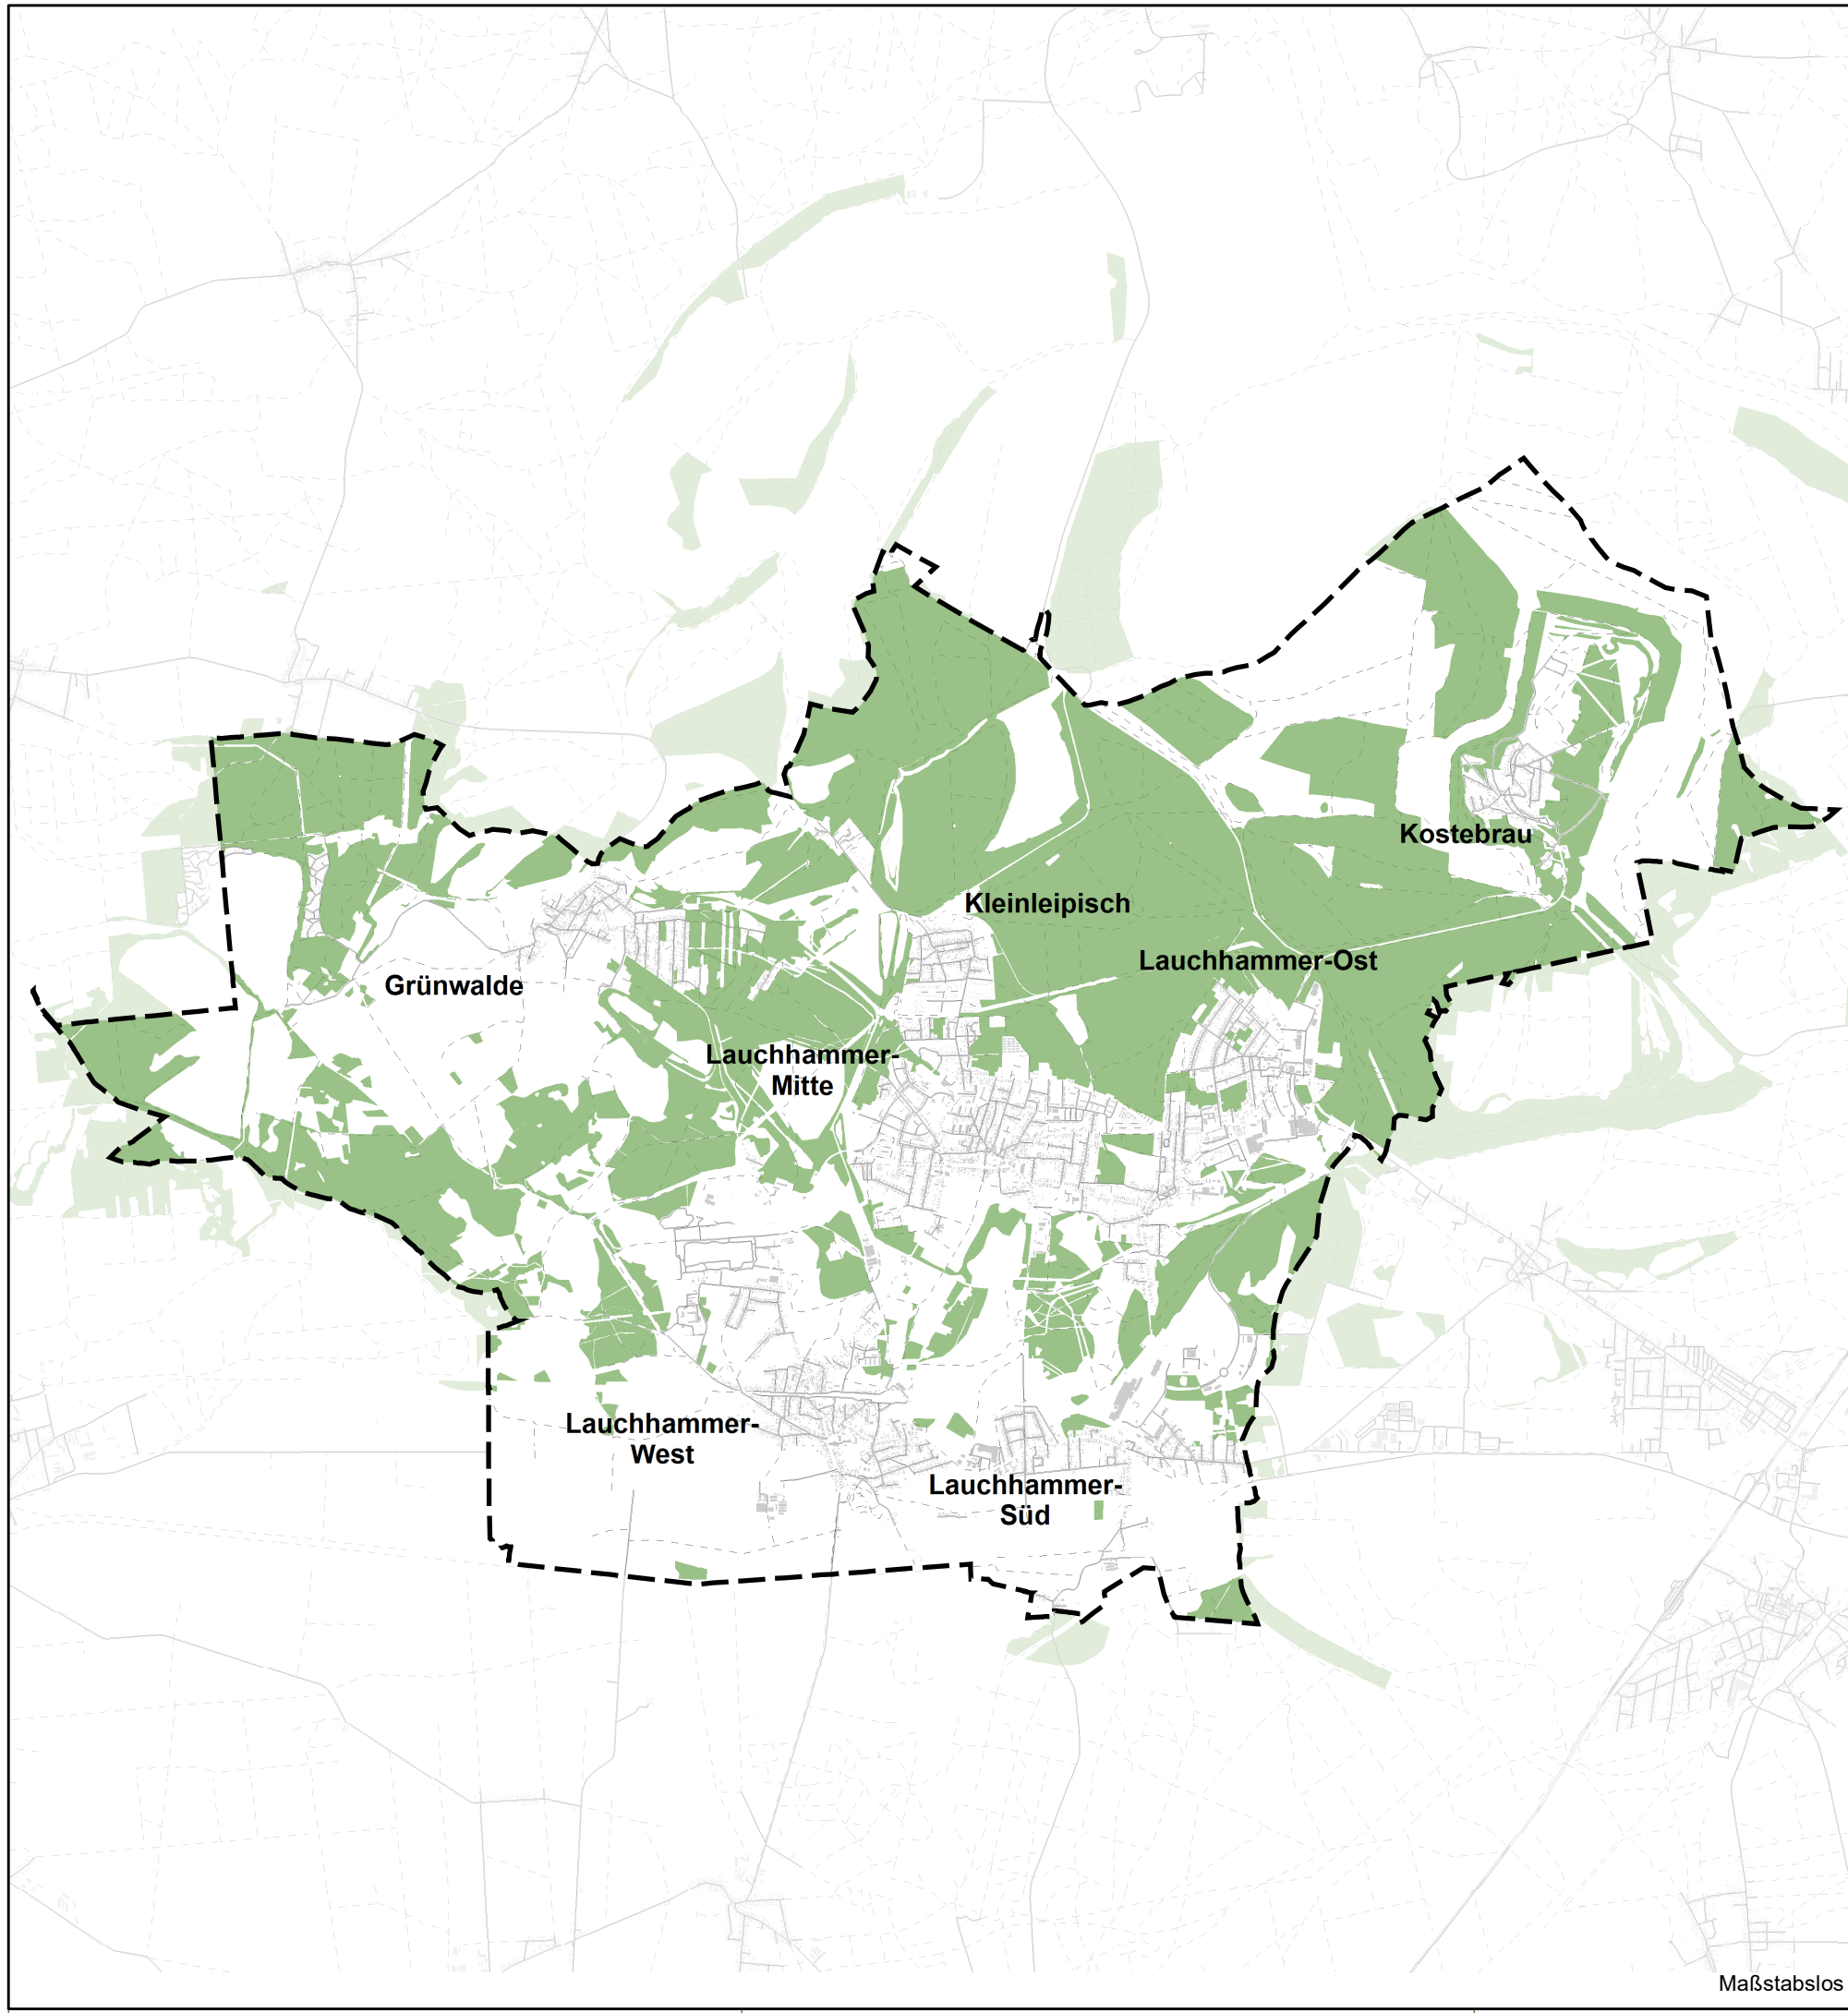 Kostebrau
Kleinleipisch
Lauchhammer-Ost
Grünwalde
Lauchhammer-
Mitte
Lauchhammer-
West
Lauchhammer-
Süd
Maßstabslos